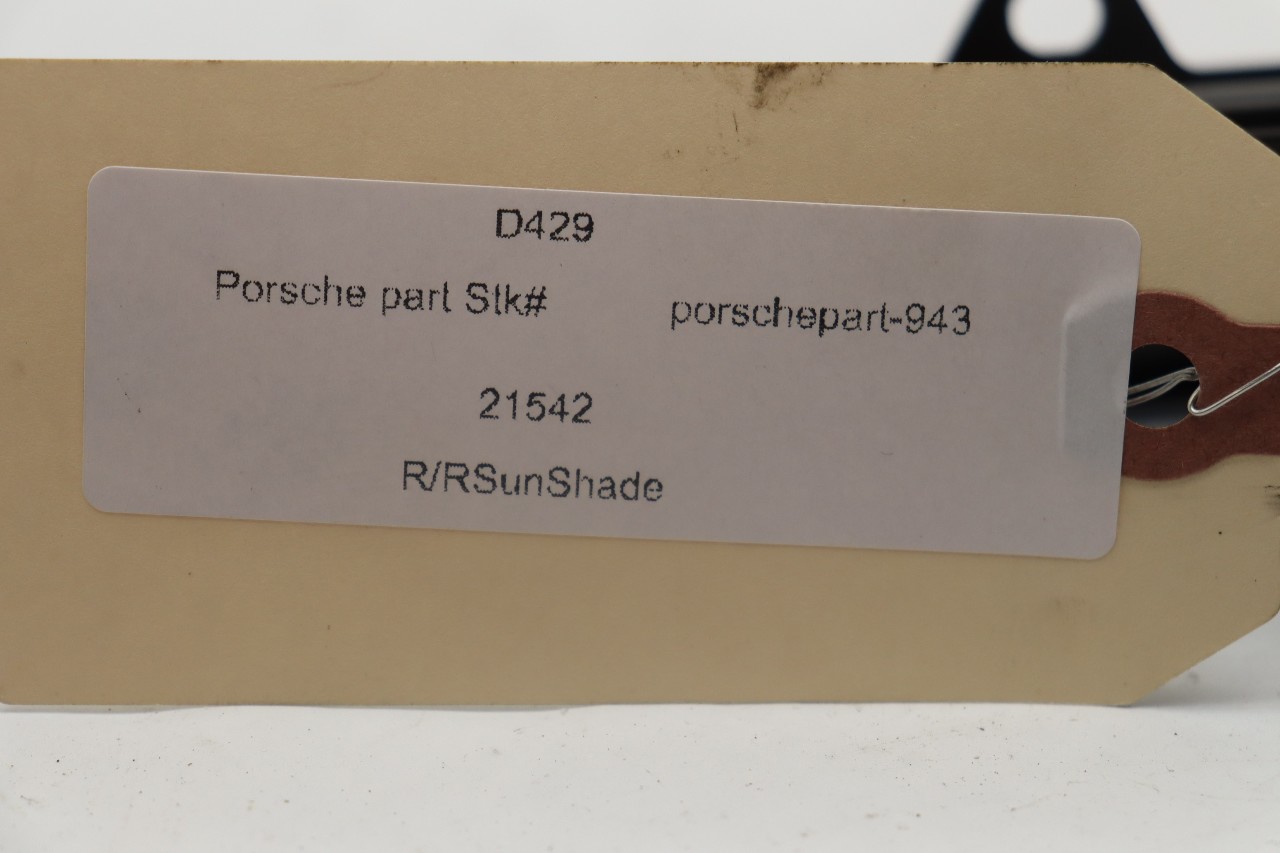 D429
Porsche part Stk# porschepart-943
21542
R/RSunShade